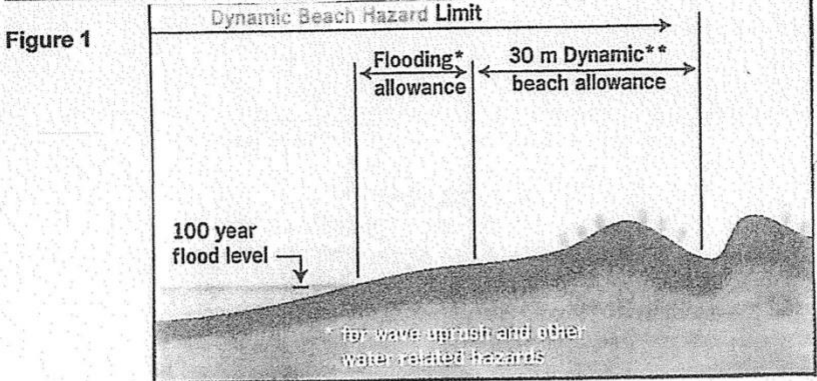 Figure 1
Dynamic Beach Hazard Limit
Flooding*
allowance
30 m Dynamic**
beach allowance
100 year
flood level
* for wave uprush and other
water related hazards